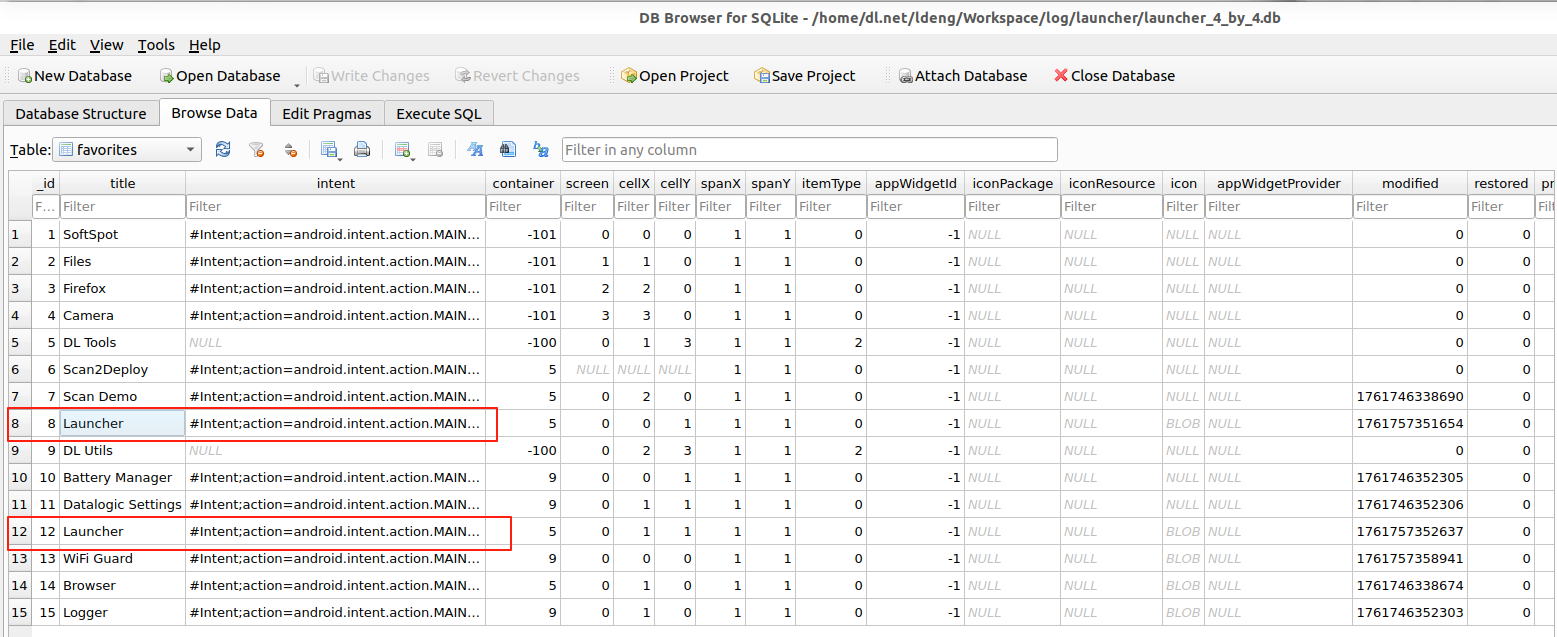 DB Browser for SQLite - /home/dl.net/ldeng/Workspace/log/launcher/launcher_4_by_4.db
File Edit View Tools Help
New Database Open Database Write Changes Revert Changes Open Project Save Project Attach Database Close Database
Database Structure Browse Data Edit Pragmas Execute SQL
Table: favorites Filter in any column
_id title intent container screen cellX cellY spanX spanY itemType appWidgetId iconPackage iconResource icon appWidgetProvider modified restored pr
F... Filter Filter Filter Filter Filter Filter Filter Filter Filter Filter Filter Filter Filter Filter Filter Filter Filt
1 1 SoftSpot #Intent;action=android.intent.action.MAIN... -101 0 0 0 1 1 0 -1 NULL NULL NULL NULL 0 0
2 2 Files #Intent;action=android.intent.action.MAIN... -101 1 1 0 1 1 0 -1 NULL NULL NULL NULL 0 0
3 3 Firefox #Intent;action=android.intent.action.MAIN... -101 2 2 0 1 1 0 -1 NULL NULL NULL NULL 0 0
4 4 Camera #Intent;action=android.intent.action.MAIN... -101 3 3 0 1 1 0 -1 NULL NULL NULL NULL 0 0
5 5 DL Tools NULL -100 0 1 3 1 1 2 -1 NULL NULL NULL NULL 0 0
6 6 Scan2Deploy #Intent;action=android.intent.action.MAIN... 5 NULL NULL NULL 1 1 0 -1 NULL NULL NULL NULL 0 0
7 7 Scan Demo #Intent;action=android.intent.action.MAIN... 5 0 2 0 1 1 0 -1 NULL NULL NULL NULL 1761746338690 0
8 8 Launcher #Intent;action=android.intent.action.MAIN... 5 0 0 1 1 1 0 -1 NULL NULL BLOB NULL 1761757351654 0
9 9 DL Utils NULL -100 0 2 3 1 1 2 -1 NULL NULL NULL NULL 0 0
10 10 Battery Manager #Intent;action=android.intent.action.MAIN... 9 0 0 1 1 1 0 -1 NULL NULL NULL NULL 1761746352305 0
11 11 Datalogic Settings #Intent;action=android.intent.action.MAIN... 9 0 1 1 1 1 0 -1 NULL NULL NULL NULL 1761746352306 0
12 12 Launcher #Intent;action=android.intent.action.MAIN... 5 0 1 1 1 1 0 -1 NULL NULL BLOB NULL 1761757352637 0
13 13 WiFi Guard #Intent;action=android.intent.action.MAIN... 9 0 0 0 1 1 0 -1 NULL NULL BLOB NULL 1761757358941 0
14 14 Browser #Intent;action=android.intent.action.MAIN... 5 0 1 0 1 1 0 -1 NULL NULL BLOB NULL 1761746338674 0
15 15 Logger #Intent;action=android.intent.action.MAIN... 9 0 1 0 1 1 0 -1 NULL NULL BLOB NULL 1761746352303 0